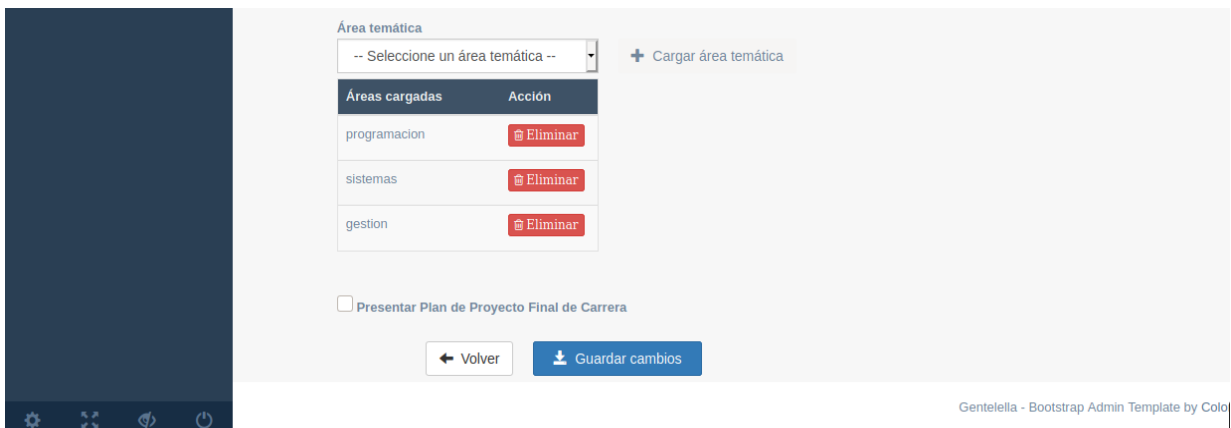 Área temática
-- Seleccione un área temática --
Cargar área temática
Áreas cargadas Acción
programacion Eliminar
sistemas Eliminar
gestion Eliminar
Presentar Plan de Proyecto Final de Carrera
Volver Guardar cambios
Gentelella - Bootstrap Admin Template by